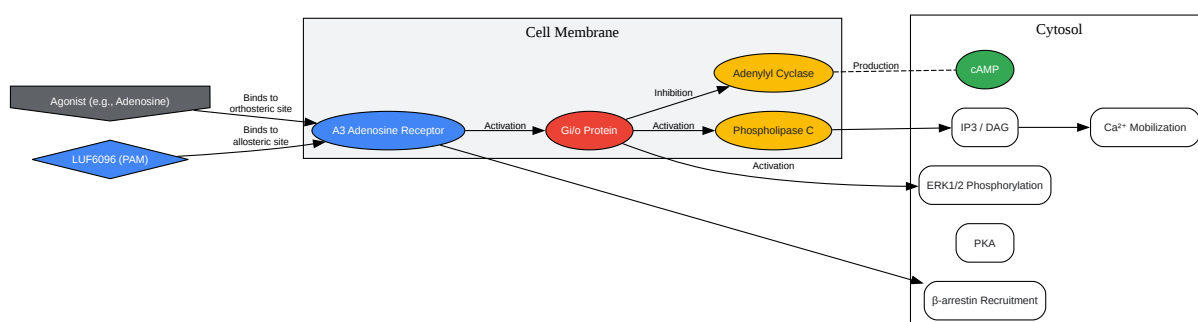 Cell Membrane
Cytosol
Agonist (e.g., Adenosine)
Binds to
orthosteric site
Binds to
allosteric site
LUF6096 (PAM)
A3 Adenosine Receptor
Activation
Gi/o Protein
Inhibition
Activation
Activation
Adenylyl Cyclase
Phospholipase C
Production
cAMP
IP3 / DAG
Ca²⁺ Mobilization
ERK1/2 Phosphorylation
PKA
β-arrestin Recruitment